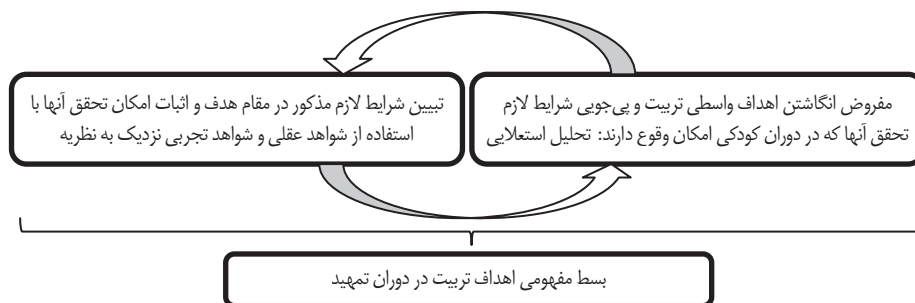 مفروض انگاشتن اهداف واسطی تربیت و پی‌جویی شرایط لازم
تحقق آنها که در دوران کودکی امکان وقوع دارند: تحلیل استعلایی
تبیین شرایط لازم مذکور در مقام هدف و اثبات امکان تحقق آنها با
استفاده از شواهد عقلی و شواهد تجربی نزدیک به نظریه
بسط مفهومی اهداف تربیت در دوران تمهید